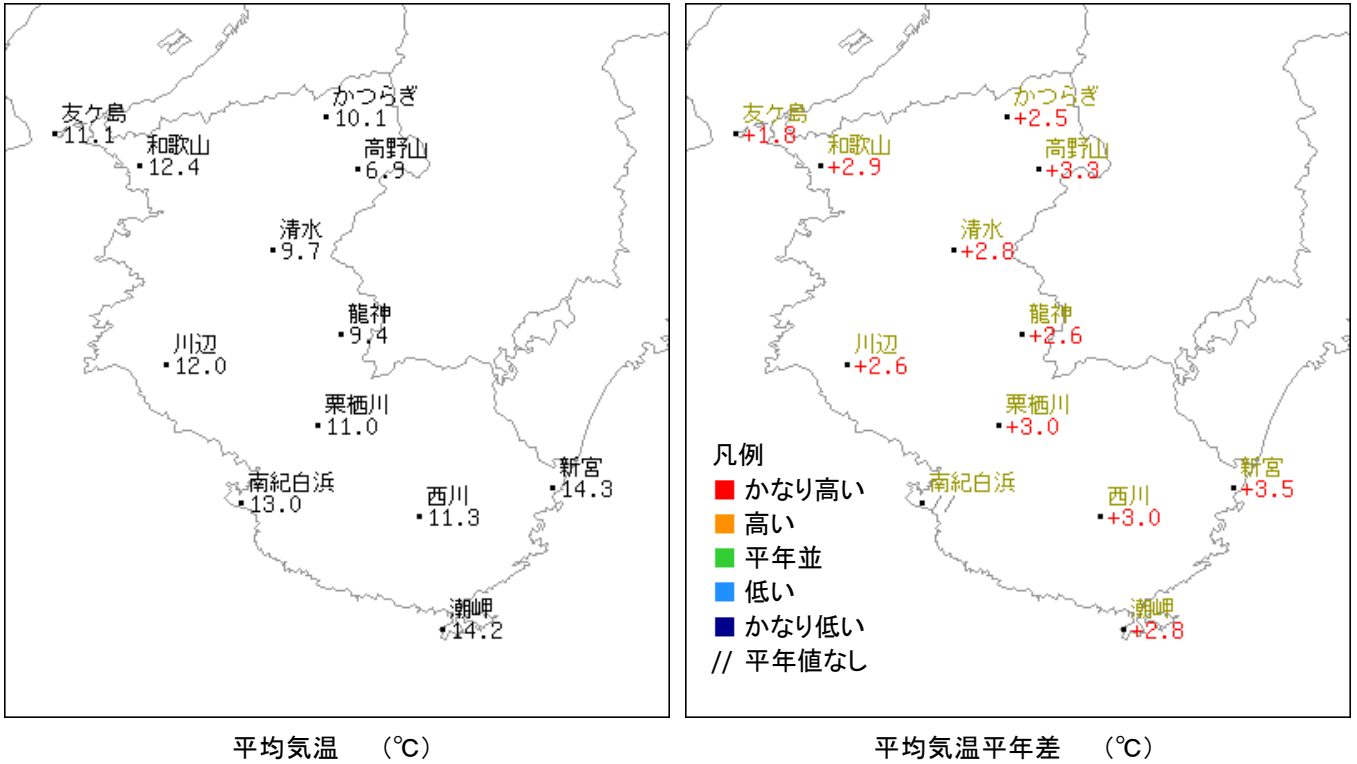 友ケ島
11.1
和歌山
12.4
かつらぎ
10.1
高野山
6.9
清水
9.7
龍神
9.4
川辺
12.0
栗栖川
11.0
南紀白浜
13.0
西川
11.3
新宮
14.3
潮岬
14.2
平均気温 (℃)
友ケ島
+1.8
和歌山
+2.9
かつらぎ
+2.5
高野山
+3.3
清水
+2.8
龍神
+2.6
川辺
+2.6
栗栖川
+3.0
南紀白浜
//
西川
+3.0
新宮
+3.5
潮岬
+2.8
凡例
かなり高い
高い
平年並
低い
かなり低い
// 平年値なし
平均気温平年差 (℃)